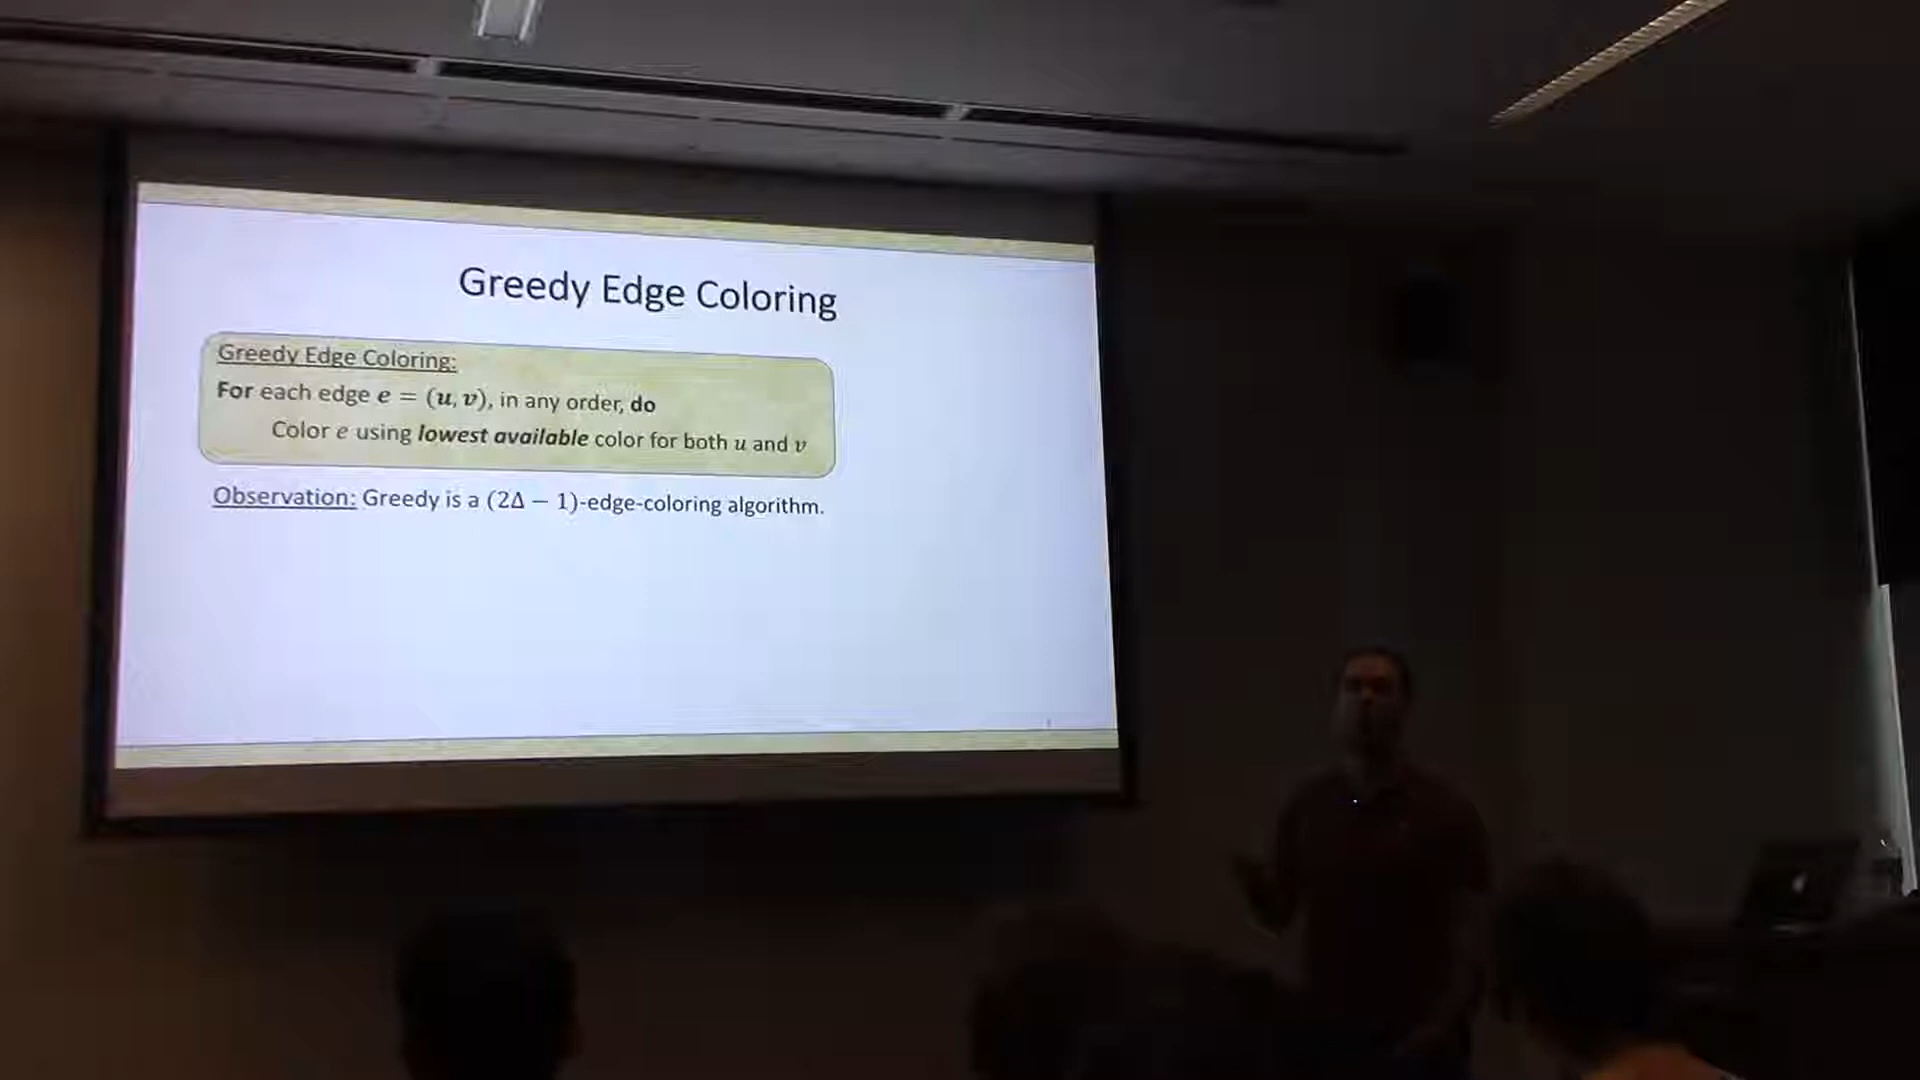 Greedy Edge Coloring
Greedy Edge Coloring:
For each edge e = (u, v), in any order, do
Color e using lowest available color for both u and v
Observation: Greedy is a (2Δ − 1)-edge-coloring algorithm.